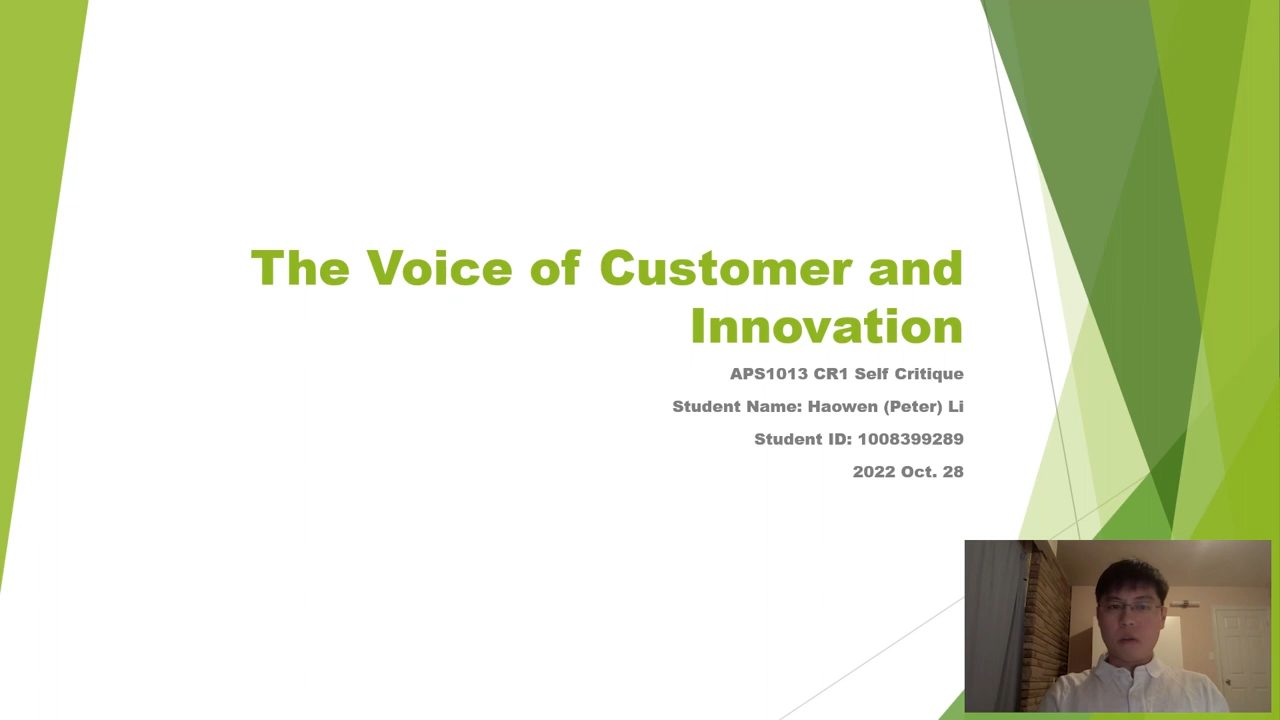 The Voice of Customer and
Innovation
APS1013 CR1 Self Critique
Student Name: Haowen (Peter) Li
Student ID: 1008399289
2022 Oct. 28